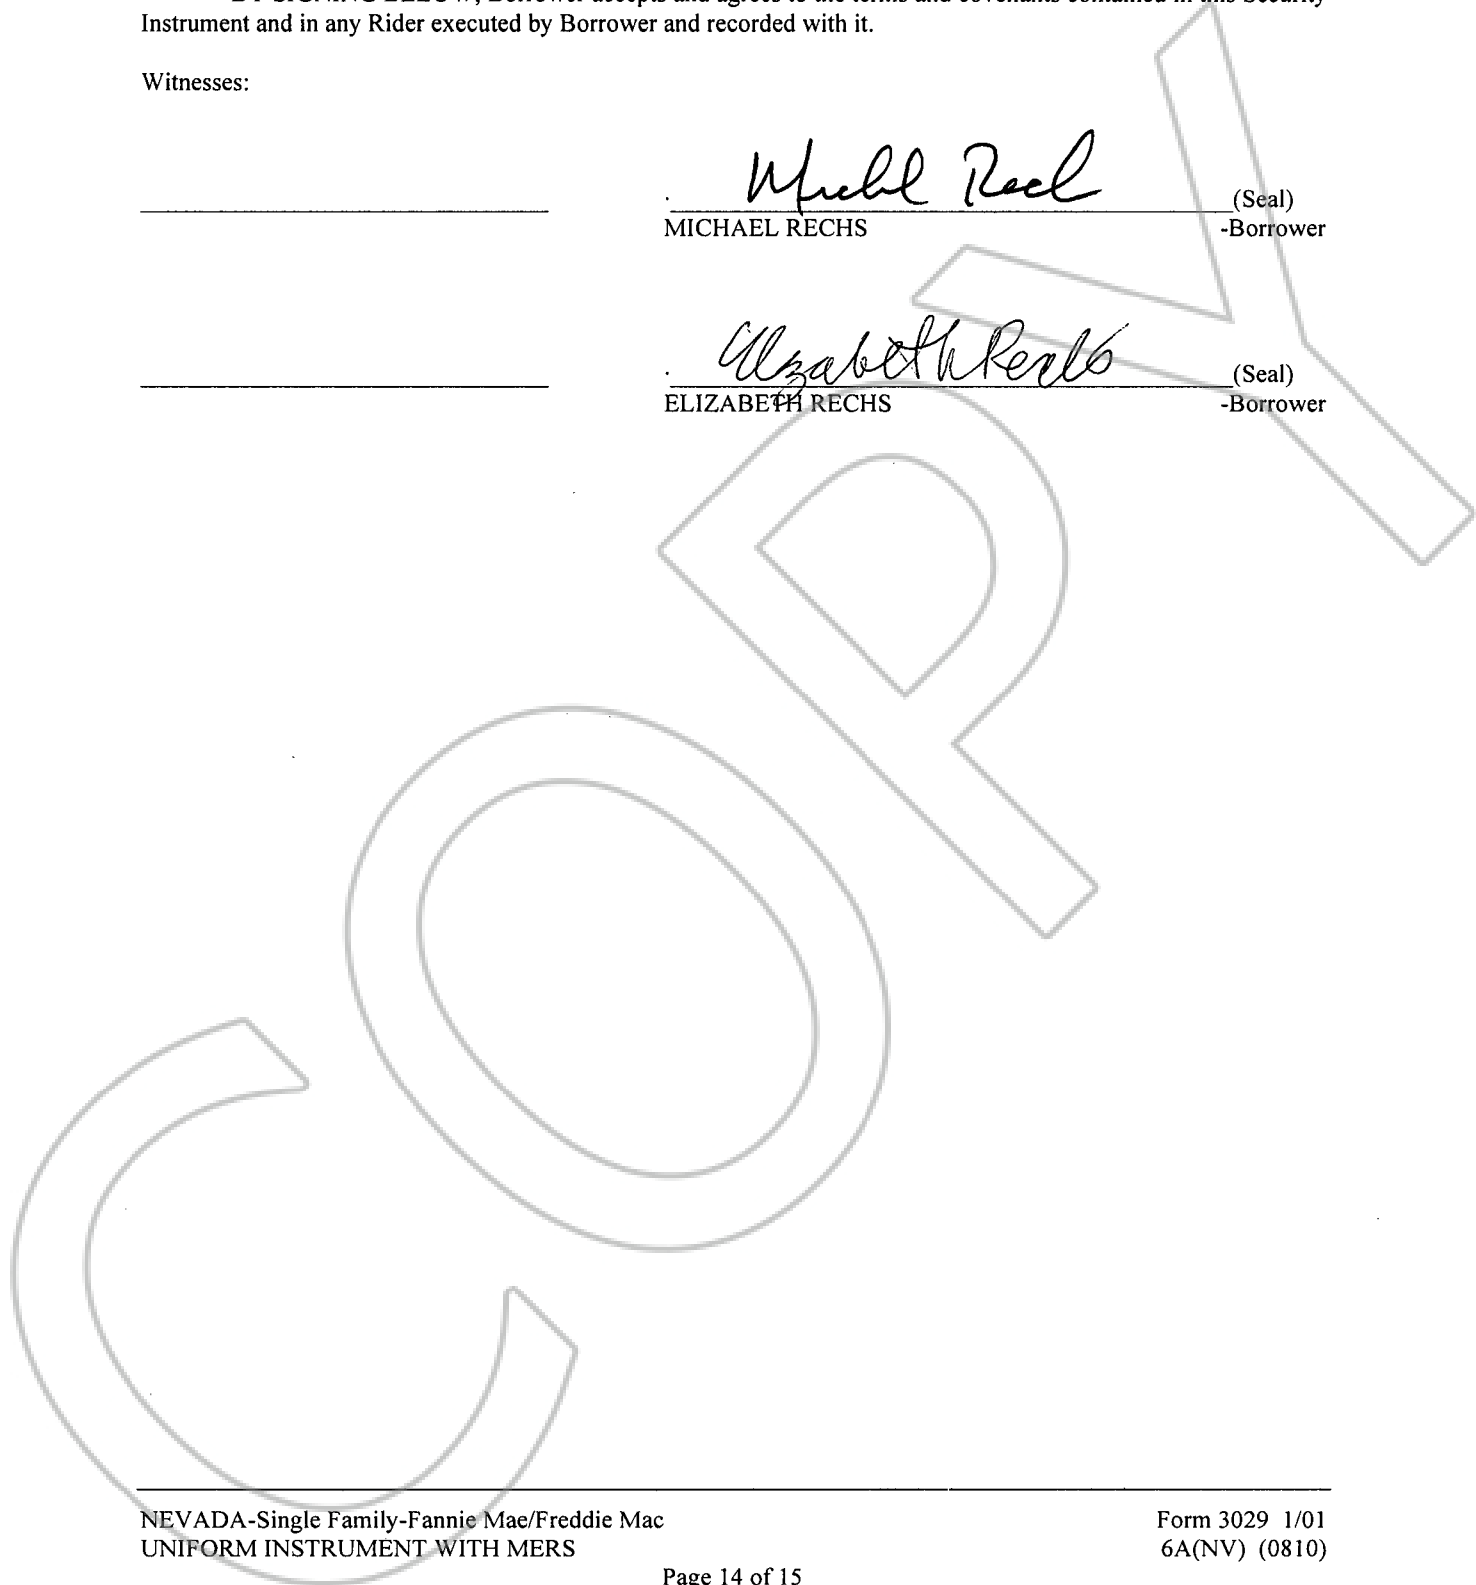 BY SIGNING BELOW, Borrower accepts and agrees to the terms and covenants contained in this Security
Instrument and in any Rider executed by Borrower and recorded with it.
Witnesses:
(Seal)
MICHAEL RECHS -Borrower
Elizabeth Rechs (Seal)
ELIZABETH RECHS -Borrower
COPY
NEVADA-Single Family-Fannie Mae/Freddie Mac Form 3029 1/01
UNIFORM INSTRUMENT WITH MERS 6A(NV) (0810)
Page 14 of 15